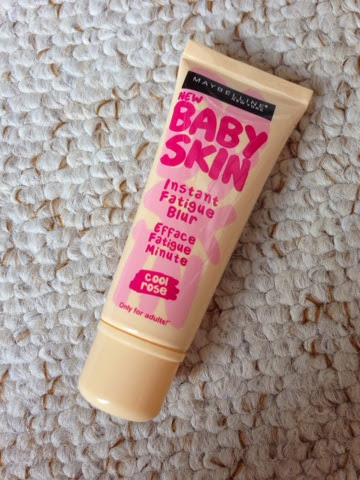 MAYBELLINE
NEW YORK
NEW
BABY
SKIN
Instant
Fatigue
Blur
Efface
Fatigue
Minute
cool
rose
Only for adults!